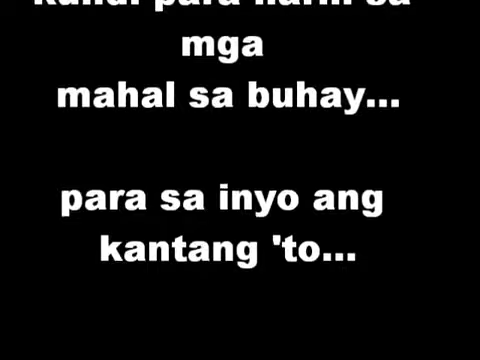 kundi para narin sa
mga
mahal sa buhay...
para sa inyo ang
kantang 'to...